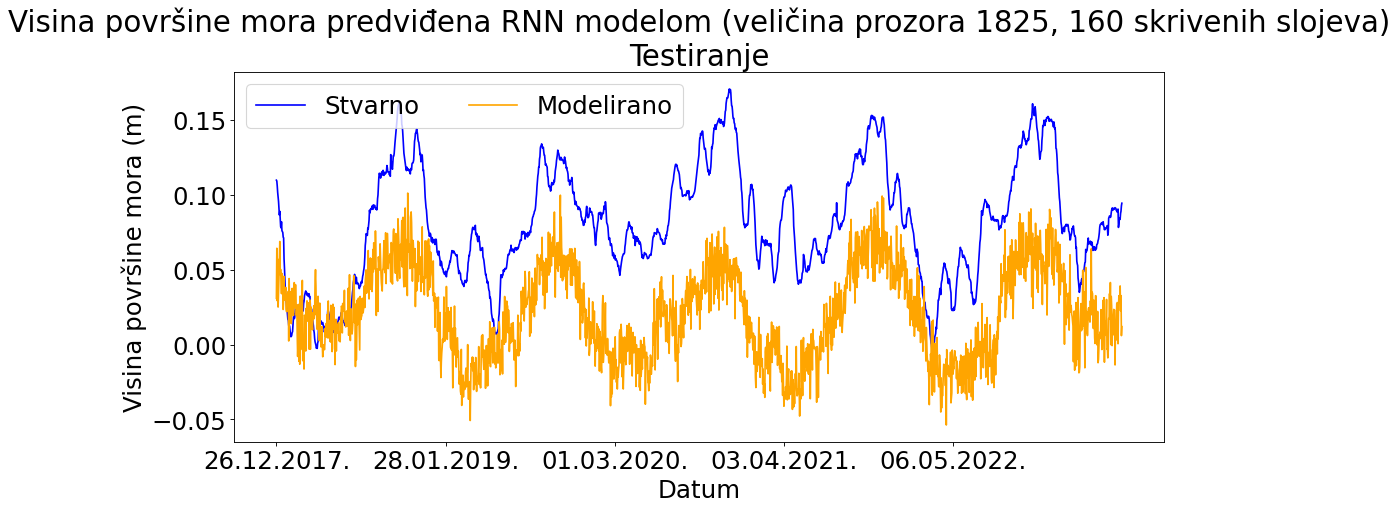 Visina površine mora predviđena RNN modelom (veličina prozora 1825, 160 skrivenih slojeva)
Testiranje
Stvarno Modelirano
Visina površine mora (m)
0.15
0.10
0.05
0.00
−0.05
26.12.2017. 28.01.2019. 01.03.2020. 03.04.2021. 06.05.2022.
Datum